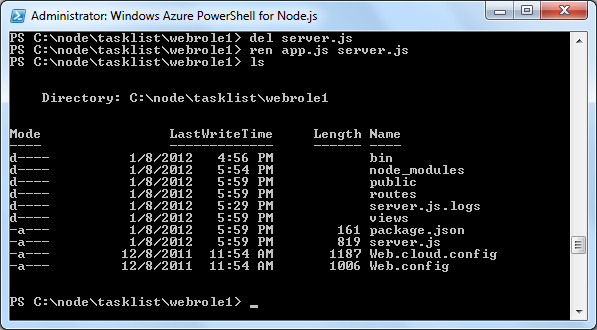 Administrator: Windows Azure PowerShell for Node.js
PS C:\node\tasklist\webrole1> del server.js
PS C:\node\tasklist\webrole1> ren app.js server.js
PS C:\node\tasklist\webrole1> ls
Directory: C:\node\tasklist\webrole1
Mode LastWriteTime Length Name
---- ------------- ------ ----
d---- 1/8/2012 4:56 PM bin
d---- 1/8/2012 5:54 PM node_modules
d---- 1/8/2012 5:59 PM public
d---- 1/8/2012 5:59 PM routes
d---- 1/8/2012 5:29 PM server.js.logs
d---- 1/8/2012 5:59 PM views
-a--- 1/8/2012 5:59 PM 161 package.json
-a--- 1/8/2012 5:59 PM 819 server.js
-a--- 12/8/2011 11:54 AM 1187 Web.cloud.config
-a--- 12/8/2011 11:54 AM 1006 Web.config
PS C:\node\tasklist\webrole1> _